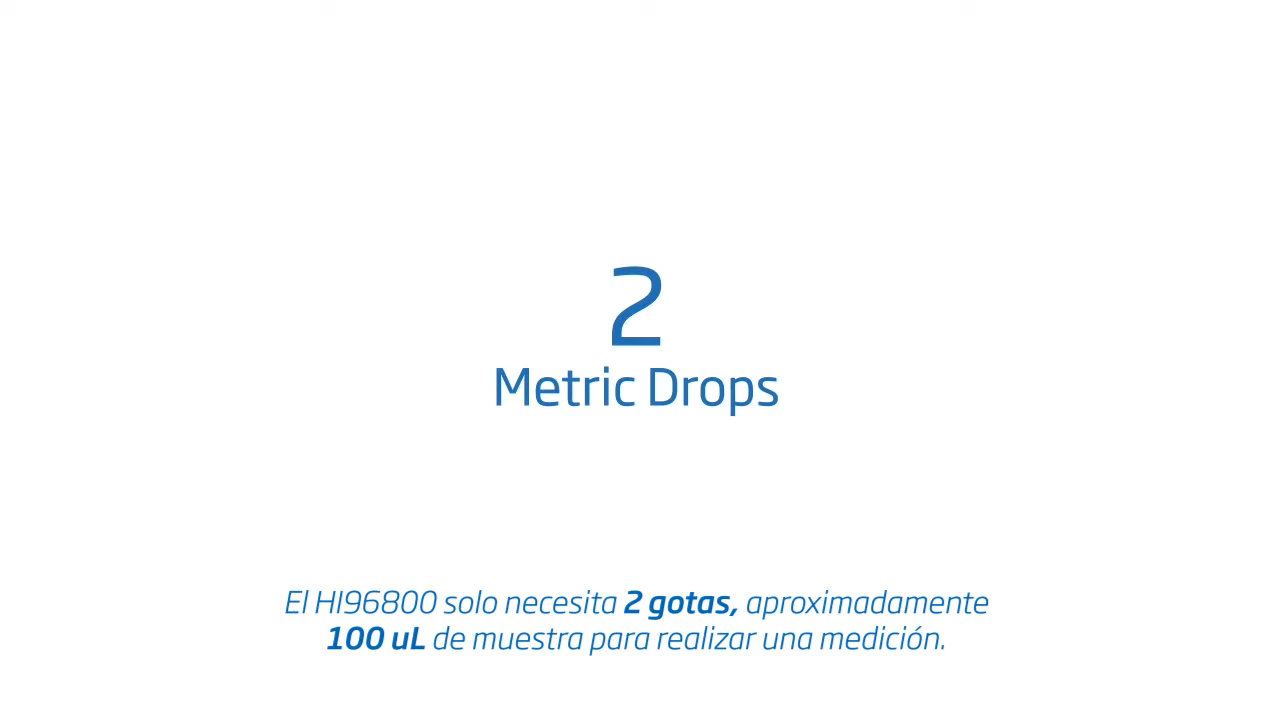 2
Metric Drops
El HI96800 solo necesita 2 gotas, aproximadamente
100 uL de muestra para realizar una medición.